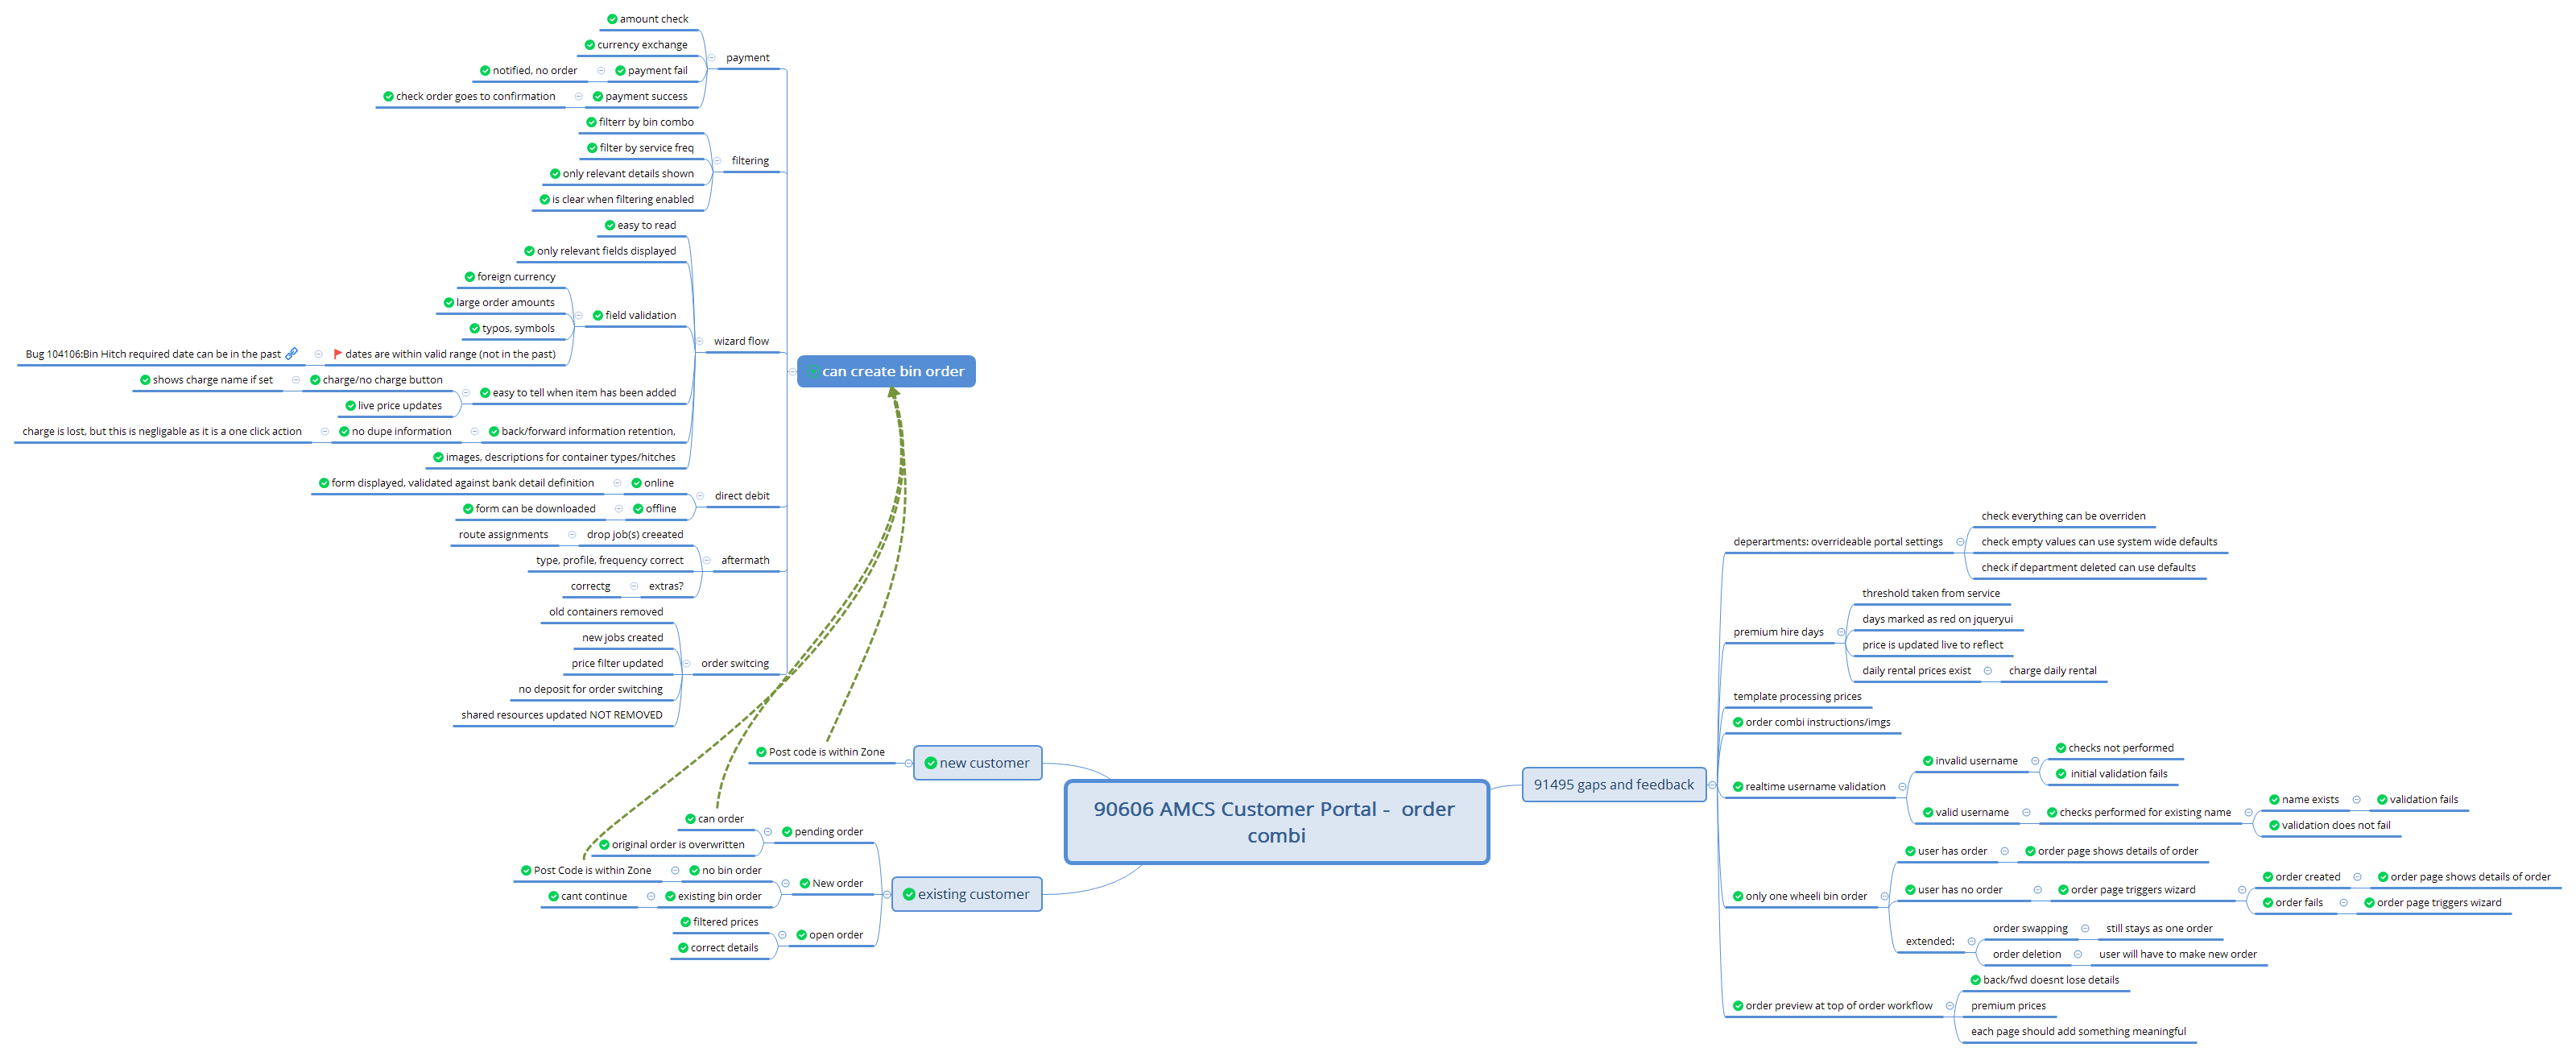 amount check
currency exchange
payment
notified, no order
payment fail
check order goes to confirmation
payment success
filterr by bin combo
filter by service freq
filtering
only relevant details shown
is clear when filtering enabled
easy to read
only relevant fields displayed
foreign currency
large order amounts
field validation
typos, symbols
wizard flow
Bug 104106:Bin Hitch required date can be in the past
dates are within valid range (not in the past)
shows charge name if set
charge/no charge button
easy to tell when item has been added
live price updates
charge is lost, but this is negligable as it is a one click action
no dupe information
back/forward information retention,
images, descriptions for container types/hitches
can create bin order
form displayed, validated against bank detail definition
online
direct debit
form can be downloaded
offline
route assignments
drop job(s) creeated
type, profile, frequency correct
aftermath
correctg
extras?
old containers removed
new jobs created
price filter updated
order switcing
no deposit for order switching
shared resources updated NOT REMOVED
Post code is within Zone
new customer
90606 AMCS Customer Portal -  order
combi
can order
pending order
original order is overwritten
Post Code is within Zone
no bin order
New order
cant continue
existing bin order
existing customer
filtered prices
open order
correct details
91495 gaps and feedback
deperartments: overrideable portal settings
check everything can be overriden
check empty values can use system wide defaults
check if department deleted can use defaults
premium hire days
threshold taken from service
days marked as red on jqueryui
price is updated live to reflect
daily rental prices exist
charge daily rental
template processing prices
order combi instructions/imgs
realtime username validation
invalid username
checks not performed
initial validation fails
valid username
checks performed for existing name
name exists
validation fails
validation does not fail
only one wheeli bin order
user has order
order page shows details of order
user has no order
order page triggers wizard
order created
order page shows details of order
order fails
order page triggers wizard
extended:
order swapping
still stays as one order
order deletion
user will have to make new order
order preview at top of order workflow
back/fwd doesnt lose details
premium prices
each page should add something meaningful